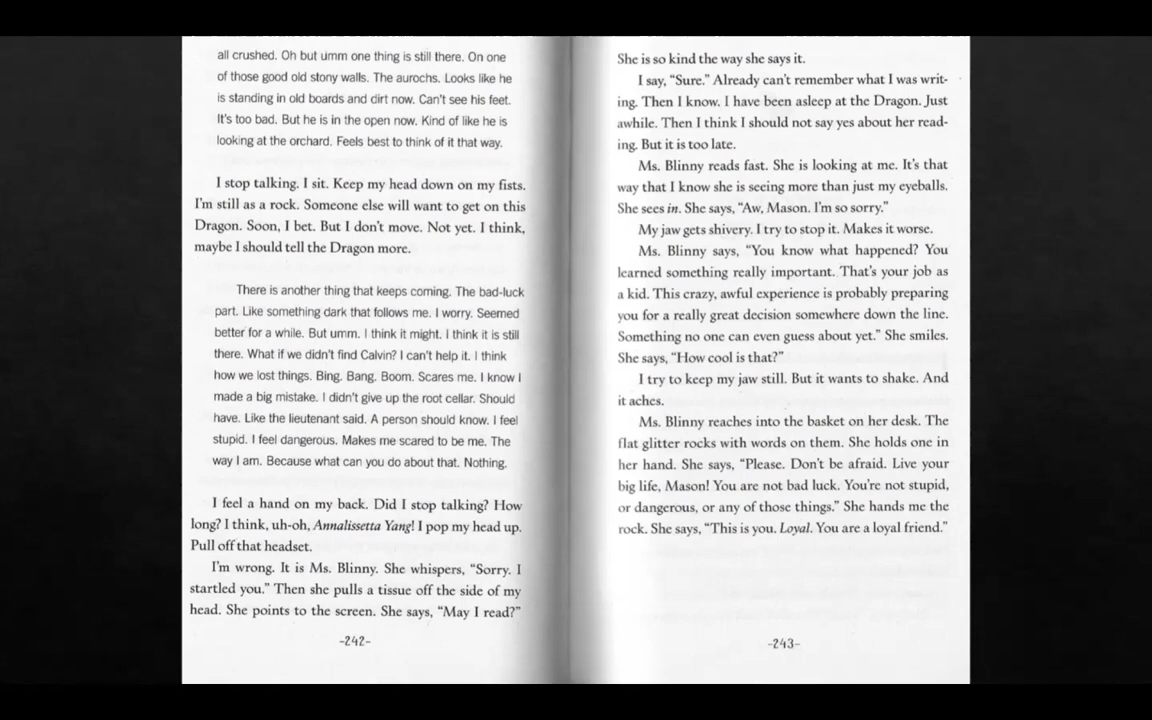 all crushed. Oh but umm one thing is still there. On one
of those good old stony walls. The aurochs. Looks like he
is standing in old boards and dirt now. Can't see his feet.
It's too bad. But he is in the open now. Kind of like he is
looking at the orchard. Feels best to think of it that way.
I stop talking. I sit. Keep my head down on my fists.
I'm still as a rock. Someone else will want to get on this
Dragon. Soon, I bet. But I don't move. Not yet. I think,
maybe I should tell the Dragon more.
There is another thing that keeps coming. The bad-luck
part. Like something dark that follows me. I worry. Seemed
better for a while. But umm. I think it might. I think it is still
there. What if we didn't find Calvin? I can't help it. I think
how we lost things. Bing. Bang. Boom. Scares me. I know I
made a big mistake. I didn't give up the root cellar. Should
have. Like the lieutenant said. A person should know. I feel
stupid. I feel dangerous. Makes me scared to be me. The
way I am. Because what can you do about that. Nothing.
I feel a hand on my back. Did I stop talking? How
long? I think, uh-oh, Annalissetta Yang! I pop my head up.
Pull off that headset.
I'm wrong. It is Ms. Blinny. She whispers, “Sorry. I
startled you.” Then she pulls a tissue off the side of my
head. She points to the screen. She says, “May I read?”
-242-
She is so kind the way she says it.
I say, “Sure.” Already can't remember what I was writ-
ing. Then I know. I have been asleep at the Dragon. Just
awhile. Then I think I should not say yes about her read-
ing. But it is too late.
Ms. Blinny reads fast. She is looking at me. It's that
way that I know she is seeing more than just my eyeballs.
She sees in. She says, “Aw, Mason. I'm so sorry.”
My jaw gets shivery. I try to stop it. Makes it worse.
Ms. Blinny says, “You know what happened? You
learned something really important. That's your job as
a kid. This crazy, awful experience is probably preparing
you for a really great decision somewhere down the line.
Something no one can even guess about yet.” She smiles.
She says, “How cool is that?”
I try to keep my jaw still. But it wants to shake. And
it aches.
Ms. Blinny reaches into the basket on her desk. The
flat glitter rocks with words on them. She holds one in
her hand. She says, “Please. Don't be afraid. Live your
big life, Mason! You are not bad luck. You're not stupid,
or dangerous, or any of those things.” She hands me the
rock. She says, “This is you. Loyal. You are a loyal friend.”
-243-